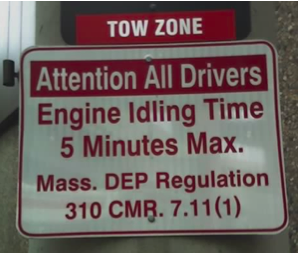 TOW ZONE
Attention All Drivers
Engine Idling Time
5 Minutes Max.
Mass. DEP Regulation
310 CMR. 7.11(1)